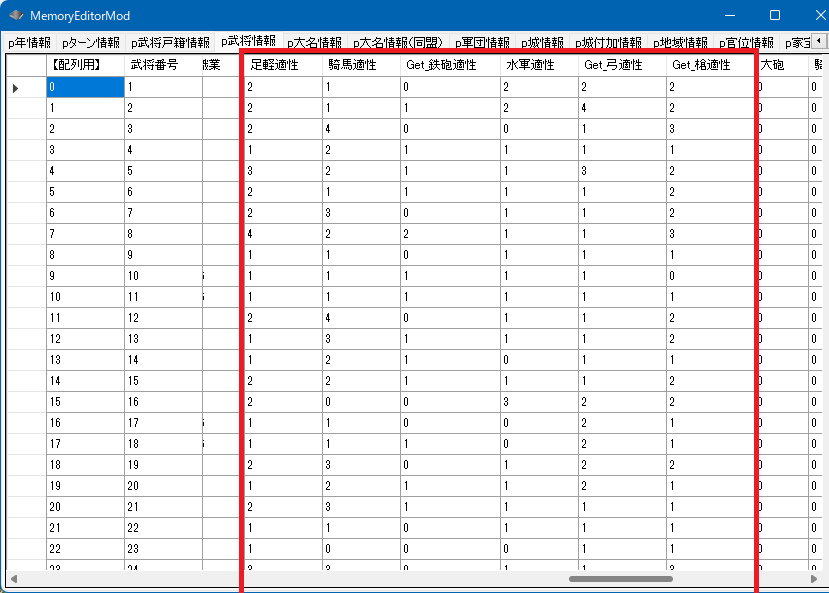 MemoryEditorMod
p年情報 pターン情報 p武将戸籍情報 p武将情報 p大名情報 p大名情報(同盟) p軍団情報 p城情報 p城付加情報 p地域情報 p官位情報 p家宝
【配列用】 武将番号 職業 足軽適性 騎馬適性 Get_鉄砲適性 水軍適性 Get_弓適性 Get_槍適性 大砲 騎
0 1 2 1 0 2 2 2 0 0
1 2 2 1 1 2 4 2 0 0
2 3 2 4 0 0 1 3 0 0
3 4 1 2 1 1 1 1 0 0
4 5 3 2 1 1 3 2 0 0
5 6 2 1 1 1 1 2 0 0
6 7 2 3 0 1 1 2 0 0
7 8 4 2 2 1 1 3 0 0
8 9 1 1 0 1 1 1 0 0
9 10 1 1 1 1 1 0 0 0
10 11 1 1 1 1 1 1 0 0
11 12 2 4 0 1 1 2 0 0
12 13 1 3 1 1 1 2 0 0
13 14 1 2 1 0 1 1 0 0
14 15 2 2 1 1 1 2 0 0
15 16 2 0 0 3 2 2 0 0
16 17 1 1 0 0 2 1 0 0
17 18 1 1 1 0 2 1 0 0
18 19 2 3 0 1 2 2 0 0
19 20 1 2 1 1 2 1 0 0
20 21 2 3 1 1 1 1 0 0
21 22 1 1 0 1 1 1 0 0
22 23 1 0 0 0 1 1 0 0
23 24 1 1 3 0 0